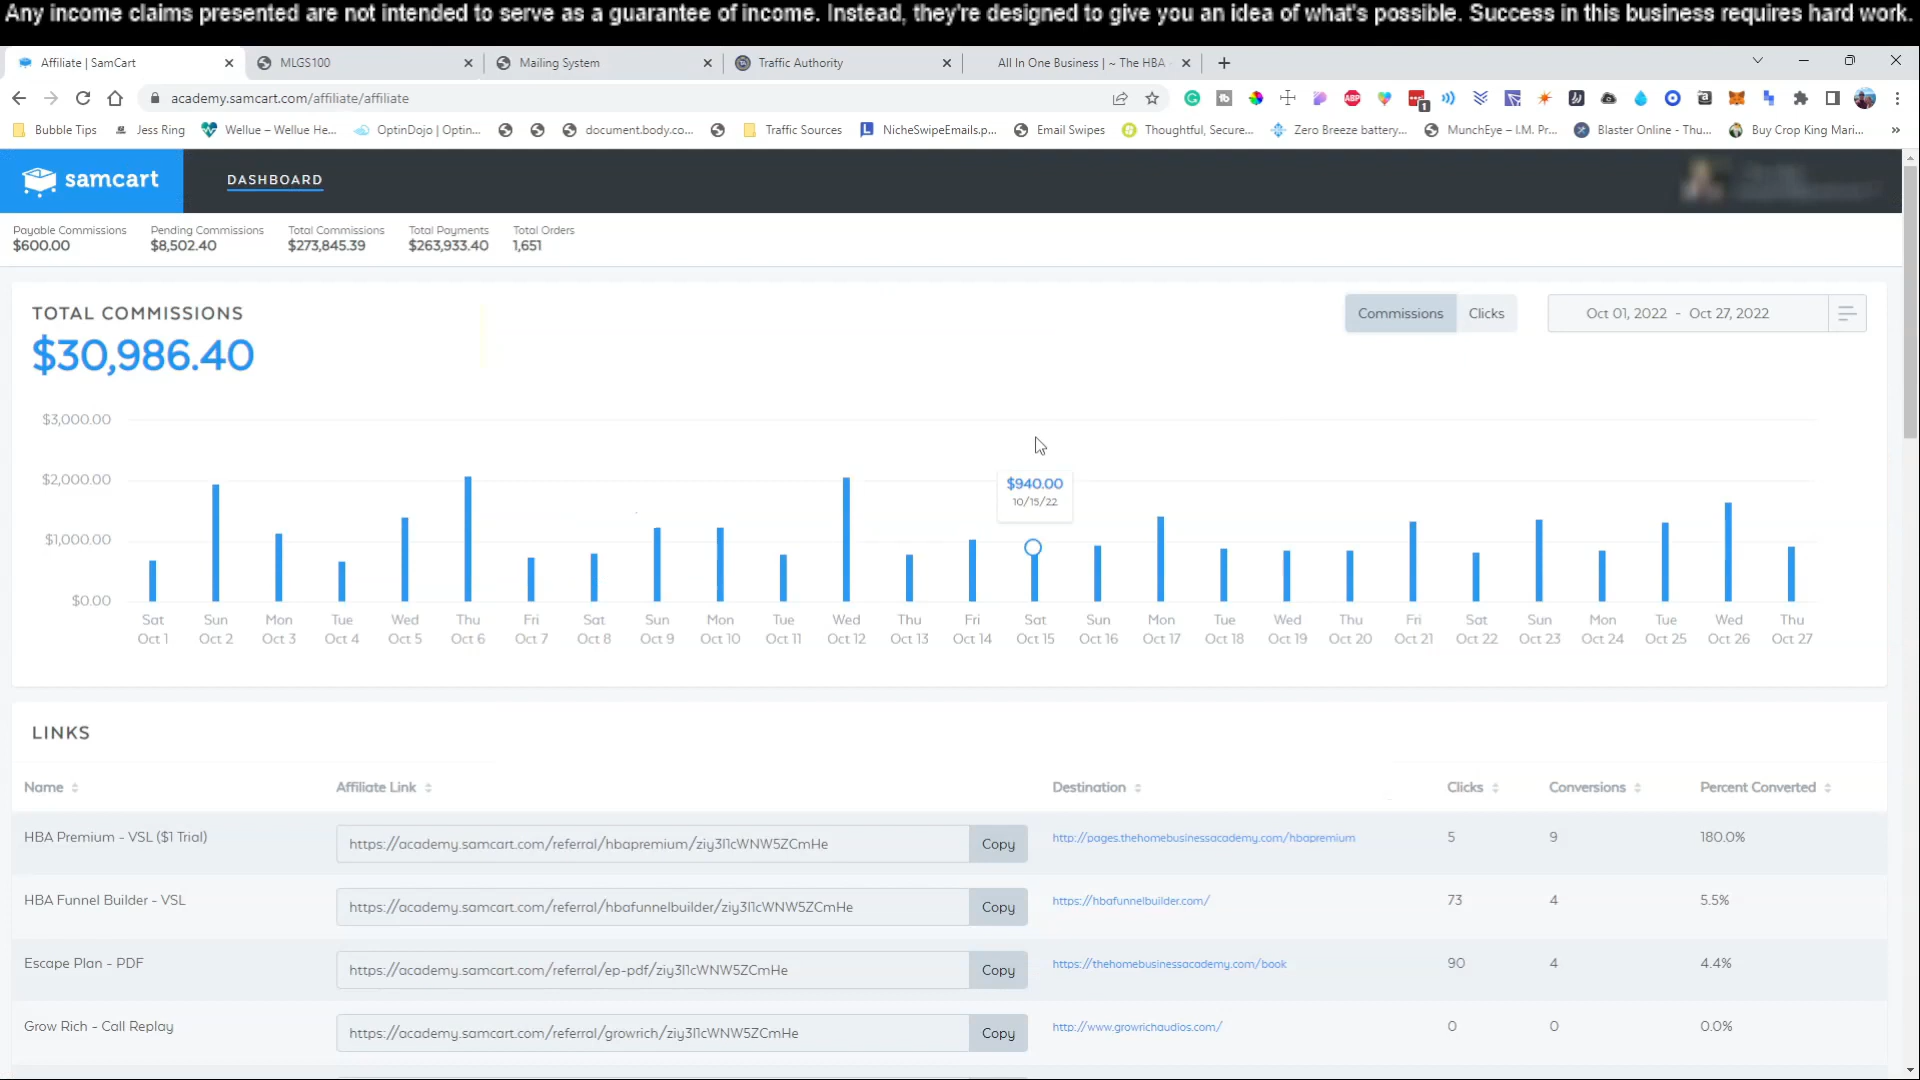 Any income claims presented are not intended to serve as a guarantee of income. Instead, they're designed to give you an idea of what's possible. Success in this business requires hard work.
Affiliate | SamCart
MLGS100
Mailing System
Traffic Authority
All In One Business | ~ The HBA
academy.samcart.com/affiliate/affiliate
Bubble Tips
Jess Ring
Wellue – Wellue He...
OptinDojo | Optin...
document.body.co...
Traffic Sources
NicheSwipeEmails.p...
Email Swipes
Thoughtful, Secure...
Zero Breeze battery...
MunchEye – I.M. Pr...
Blaster Online - Thu...
Buy Crop King Mari...
samcart
DASHBOARD
Payable Commissions Pending Commissions Total Commissions Total Payments Total Orders
$600.00 $8,502.40 $273,845.39 $263,933.40 1,651
TOTAL COMMISSIONS
$30,986.40
Commissions Clicks
Oct 01, 2022 - Oct 27, 2022
$3,000.00
$2,000.00
$1,000.00
$0.00
$940.00
10/15/22
Sat Sun Mon Tue Wed Thu Fri Sat Sun Mon Tue Wed Thu Fri Sat Sun Mon Tue Wed Thu Fri Sat Sun Mon Tue Wed Thu
Oct 1 Oct 2 Oct 3 Oct 4 Oct 5 Oct 6 Oct 7 Oct 8 Oct 9 Oct 10 Oct 11 Oct 12 Oct 13 Oct 14 Oct 15 Oct 16 Oct 17 Oct 18 Oct 19 Oct 20 Oct 21 Oct 22 Oct 23 Oct 24 Oct 25 Oct 26 Oct 27
LINKS
Name Affiliate Link Destination Clicks Conversions Percent Converted
HBA Premium - VSL ($1 Trial) https://academy.samcart.com/referral/hbapremium/ziy3l1cWNW5ZCmHe Copy http://pages.thehomebusinessacademy.com/hbapremium 5 9 180.0%
HBA Funnel Builder - VSL https://academy.samcart.com/referral/hbafunnelbuilder/ziy3l1cWNW5ZCmHe Copy https://hbafunnelbuilder.com/ 73 4 5.5%
Escape Plan - PDF https://academy.samcart.com/referral/ep-pdf/ziy3l1cWNW5ZCmHe Copy https://thehomebusinessacademy.com/book 90 4 4.4%
Grow Rich - Call Replay https://academy.samcart.com/referral/growrich/ziy3l1cWNW5ZCmHe Copy http://www.growrichaudios.com/ 0 0 0.0%